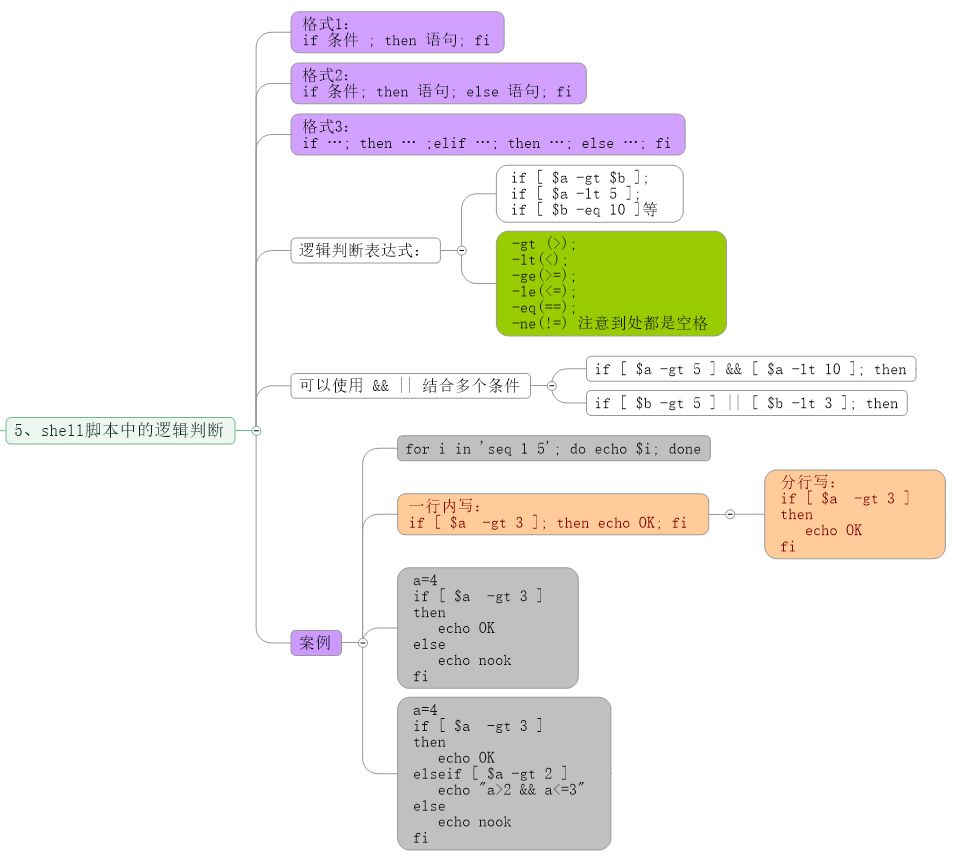 5、shell脚本中的逻辑判断
格式1：
if 条件 ; then 语句; fi
格式2：
if 条件; then 语句; else 语句; fi
格式3：
if …; then … ;elif …; then …; else …; fi
逻辑判断表达式：
if [ $a -gt $b ];
if [ $a -lt 5 ];
if [ $b -eq 10 ]等
-gt (>);
-lt(<);
-ge(>=);
-le(<=);
-eq(==);
-ne(!=) 注意到处都是空格
可以使用 && || 结合多个条件
if [ $a -gt 5 ] && [ $a -lt 10 ]; then
if [ $b -gt 5 ] || [ $b -lt 3 ]; then
案例
for i in 'seq 1 5'; do echo $i; done
一行内写：
if [ $a  -gt 3 ]; then echo OK; fi
分行写：
if [ $a  -gt 3 ]
then
   echo OK
fi
a=4
if [ $a  -gt 3 ]
then
   echo OK
else
   echo nook
fi
a=4
if [ $a  -gt 3 ]
then
   echo OK
elseif [ $a -gt 2 ]
   echo "a>2 && a<=3"
else
   echo nook
fi